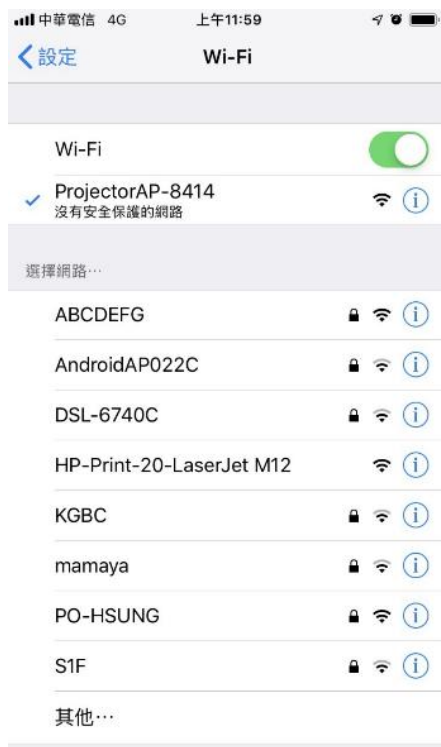 中華電信 4G 上午11:59
設定 Wi-Fi
Wi-Fi
ProjectorAP-8414
沒有安全保護的網路
選擇網路⋯
ABCDEFG
AndroidAP022C
DSL-6740C
HP-Print-20-LaserJet M12
KGBC
mamaya
PO-HSUNG
S1F
其他⋯